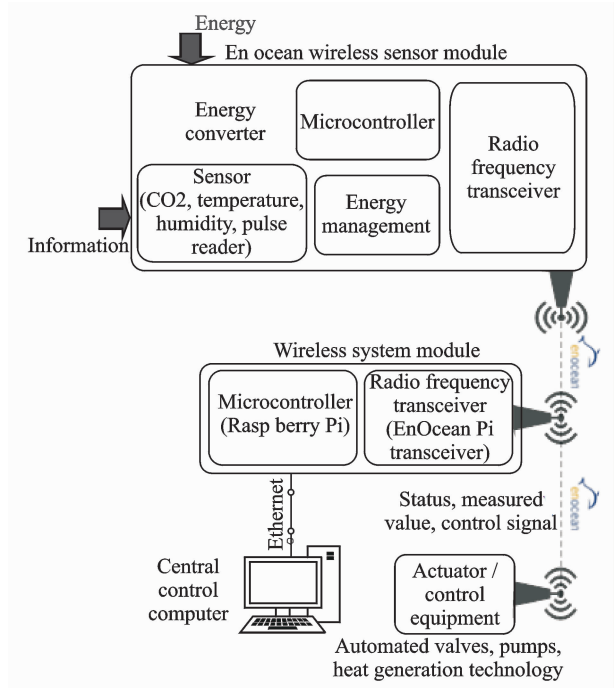 Energy
En ocean wireless sensor module
Energy
converter
Microcontroller
Radio
frequency
transceiver
Sensor
(CO2, temperature,
humidity, pulse
reader)
Energy
management
Information
enocean
Wireless system module
Microcontroller
(Rasp berry Pi)
Radio frequency
transceiver
(EnOcean Pi
transceiver)
Ethernet
Status, measured
value, control signal
enocean
Central
control
computer
Actuator /
control
equipment
Automated valves, pumps,
heat generation technology